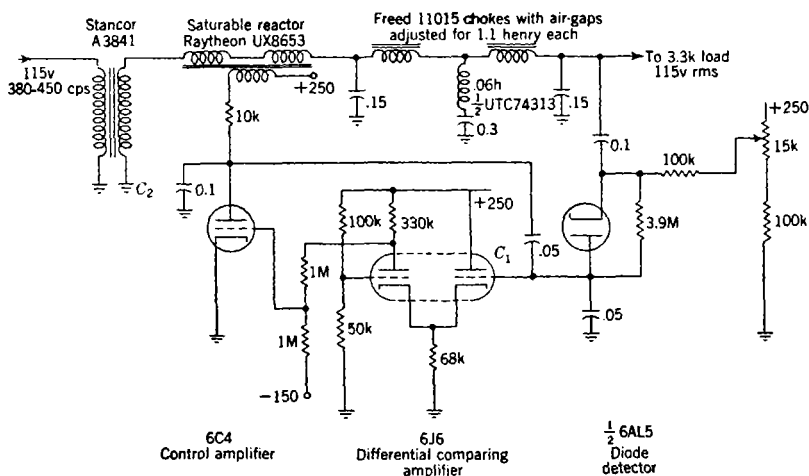 Stancor
A3841
115v
380-450 cps
Saturable reactor
Raytheon UX8653
+250
Freed 11015 chokes with air-gaps
adjusted for 1.1 henry each
To 3.3k load
115v rms
.15
.06h
½ UTC74313
0.3
.15
10k
0.1
C₂
100k
330k
+250
.05
C₁
1M
1M
50k
68k
-150
0.1
100k
3.9M
.05
+250
15k
100k
6C4
Control amplifier
6J6
Differential comparing
amplifier
½ 6AL5
Diode
detector